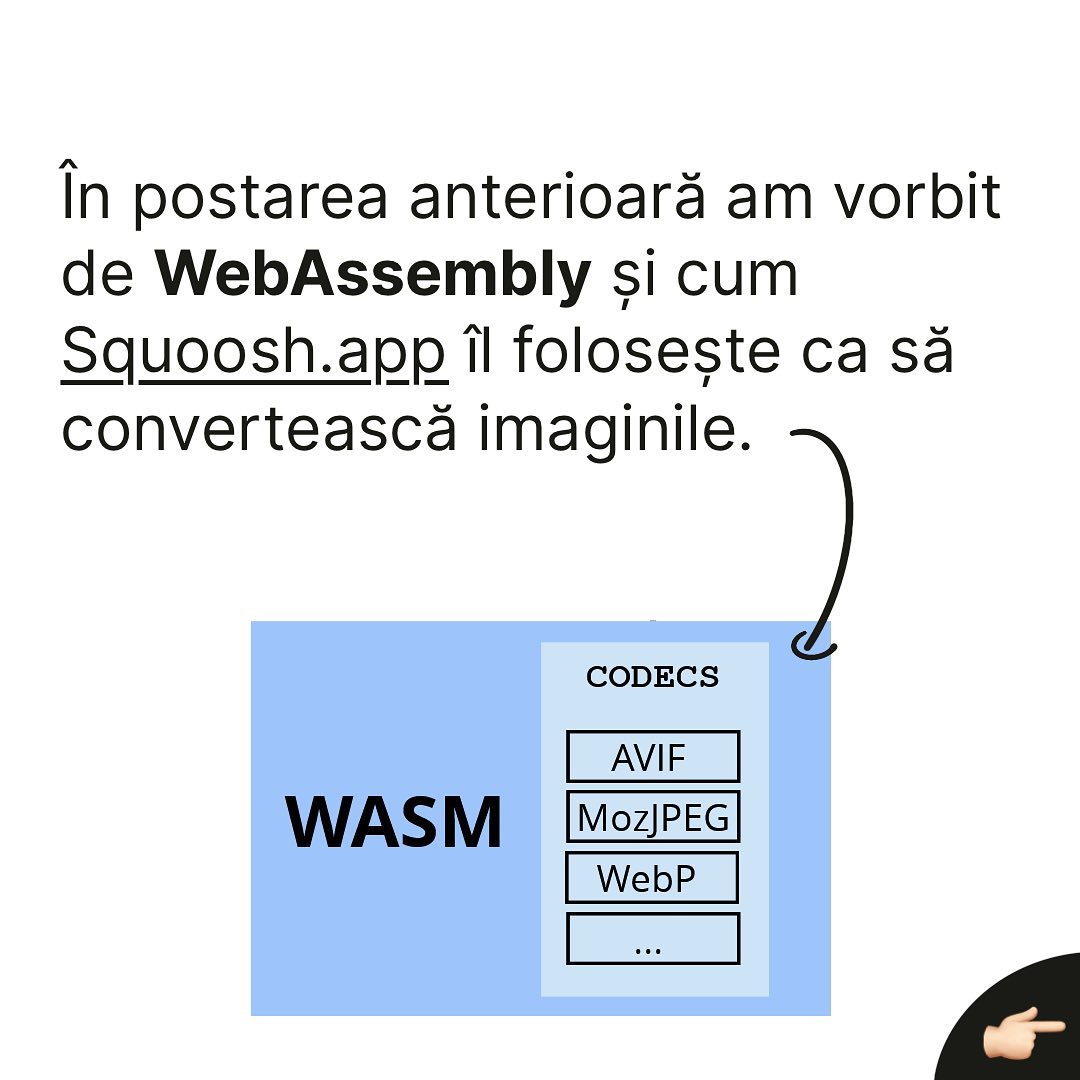 În postarea anterioară am vorbit
de WebAssembly și cum
Squoosh.app îl folosește ca să
convertească imaginile.
CODECS
AVIF
MozJPEG
WebP
...
WASM